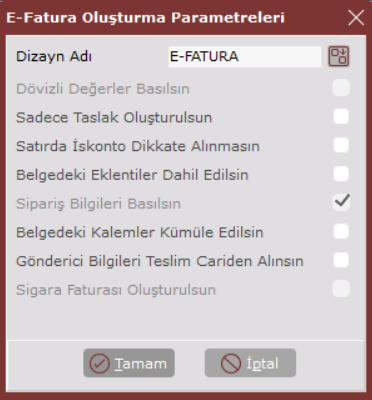 E-Fatura Oluşturma Parametreleri
Dizayn Adı E-FATURA
Dövizli Değerler Basılsın
Sadece Taslak Oluşturulsun
Satırda İskonto Dikkate Alınmasın
Belgedeki Eklentiler Dahil Edilsin
Sipariş Bilgileri Basılsın
Belgedeki Kalemler Kümüle Edilsin
Gönderici Bilgileri Teslim Cariden Alınsın
Sigara Faturası Oluşturulsun
Tamam İptal